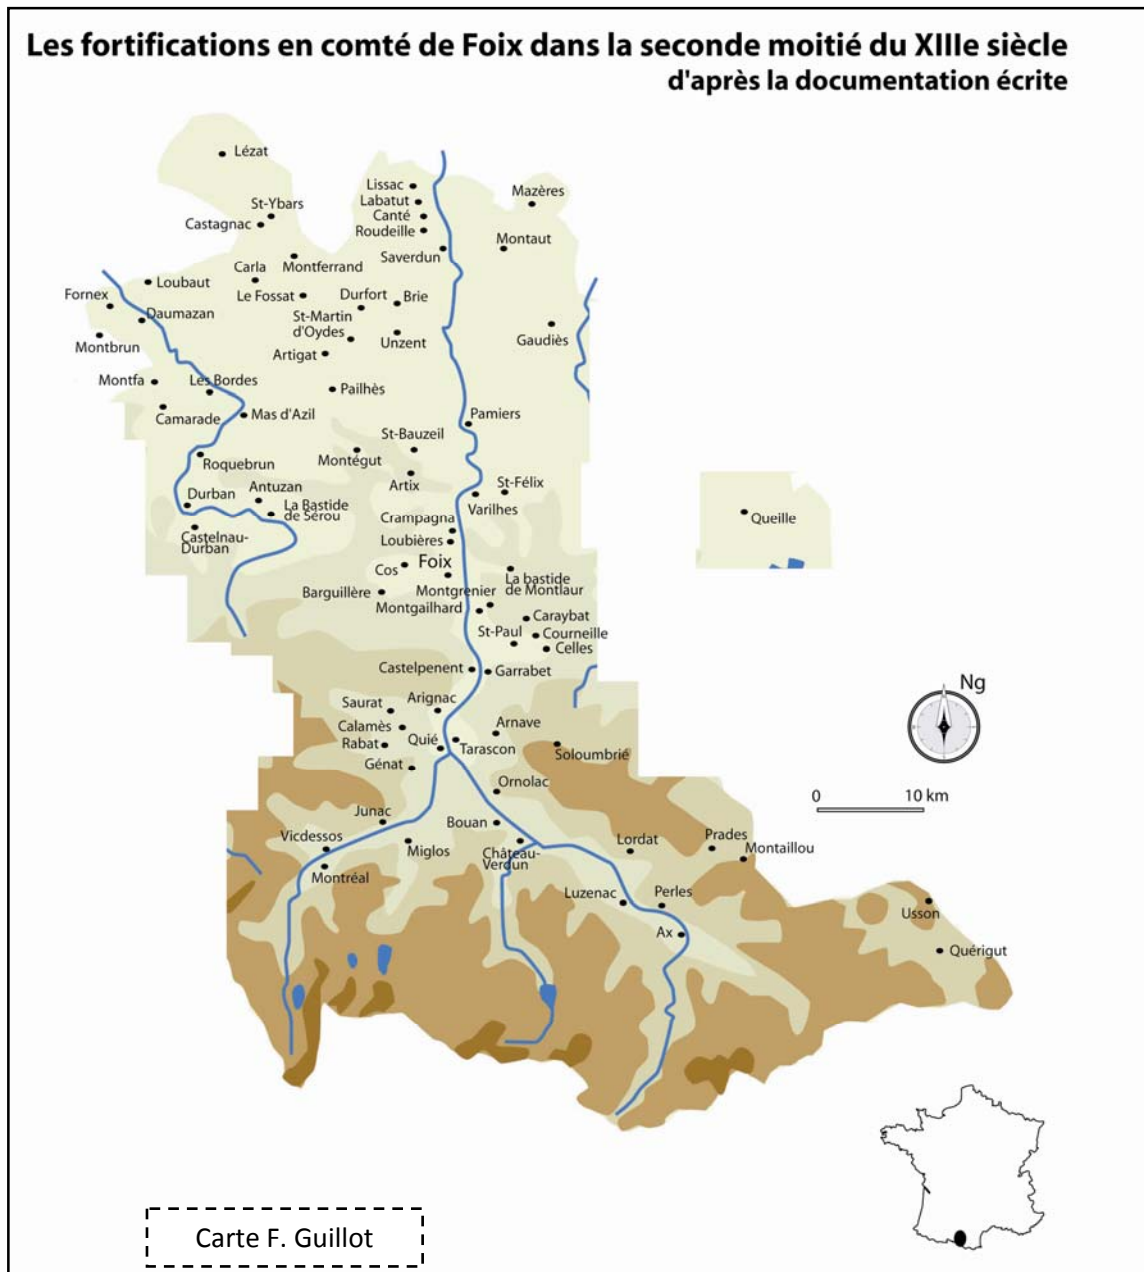 Les fortifications en comté de Foix dans la seconde moitié du XIIIe siècle
d'après la documentation écrite
Lézat
Lissac
Labatut
Canté
Roudeille
Mazères
St-Ybars
Castagnac
Saverdun
Montaut
Montferrand
Carla
Loubaut
Le Fossat
Durfort
Brie
Fornex
Daumazan
St-Martin
d'Oydes
Unzent
Gaudiès
Montbrun
Artigat
Montfa
Les Bordes
Pailhès
Camarade
Mas d'Azil
Pamiers
St-Bauzeil
Montégut
Roquebrun
Artix
St-Félix
Varilhes
Durban
Antuzan
La Bastide
de Sérou
Queille
Castelnau-
Durban
Crampagna
Loubières
Foix
Cos
La bastide
de Montlaur
Barguillère
Montgrenier
Montgailhard
Caraybat
St-Paul
Courneille
Celles
Castelpenent
Garrabet
Saurat
Arignac
Calamès
Rabat
Quié
Tarascon
Arnave
Soloumbrié
Génat
Ornolac
Ng
0
10 km
Junac
Bouan
Vicdessos
Miglos
Château-
Verdun
Lordat
Prades
Montaillou
Montréal
Luzenac
Perles
Usson
Ax
Quérigut
Carte F. Guillot